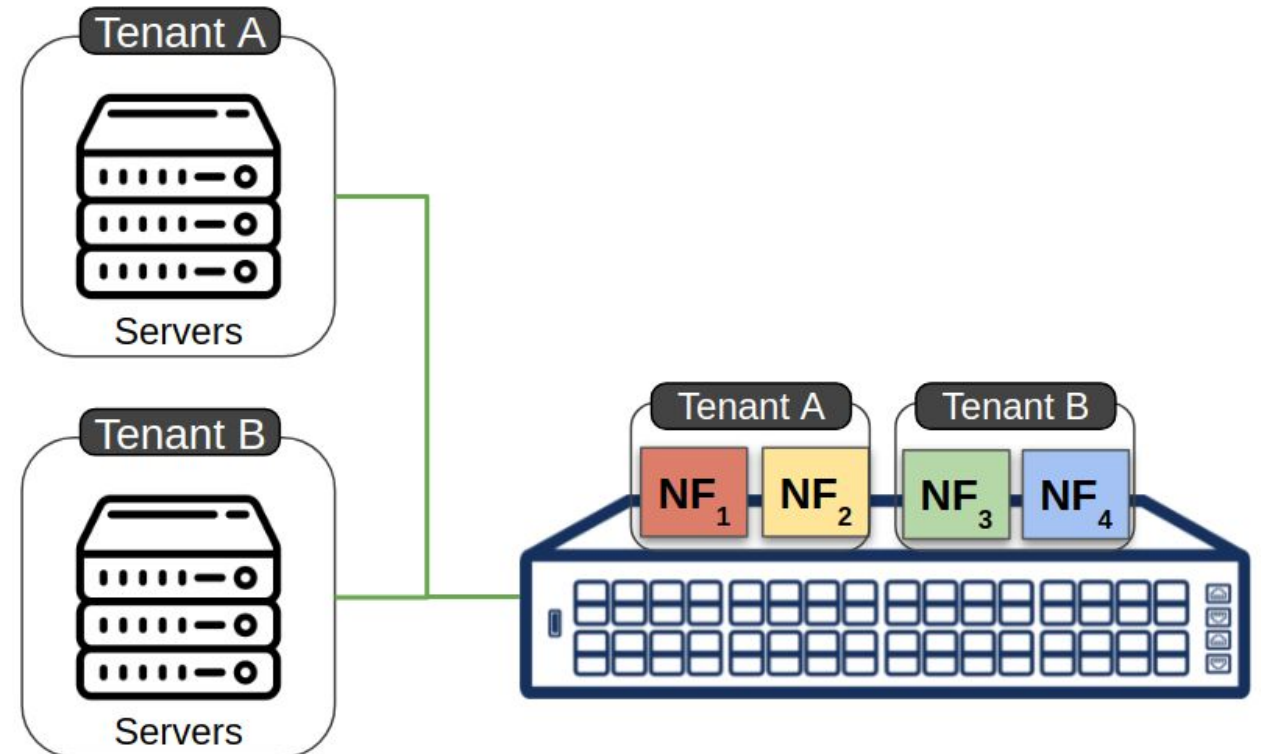 Tenant A
Servers
Tenant B
Servers
Tenant A
Tenant B
NF1
NF2
NF3
NF4